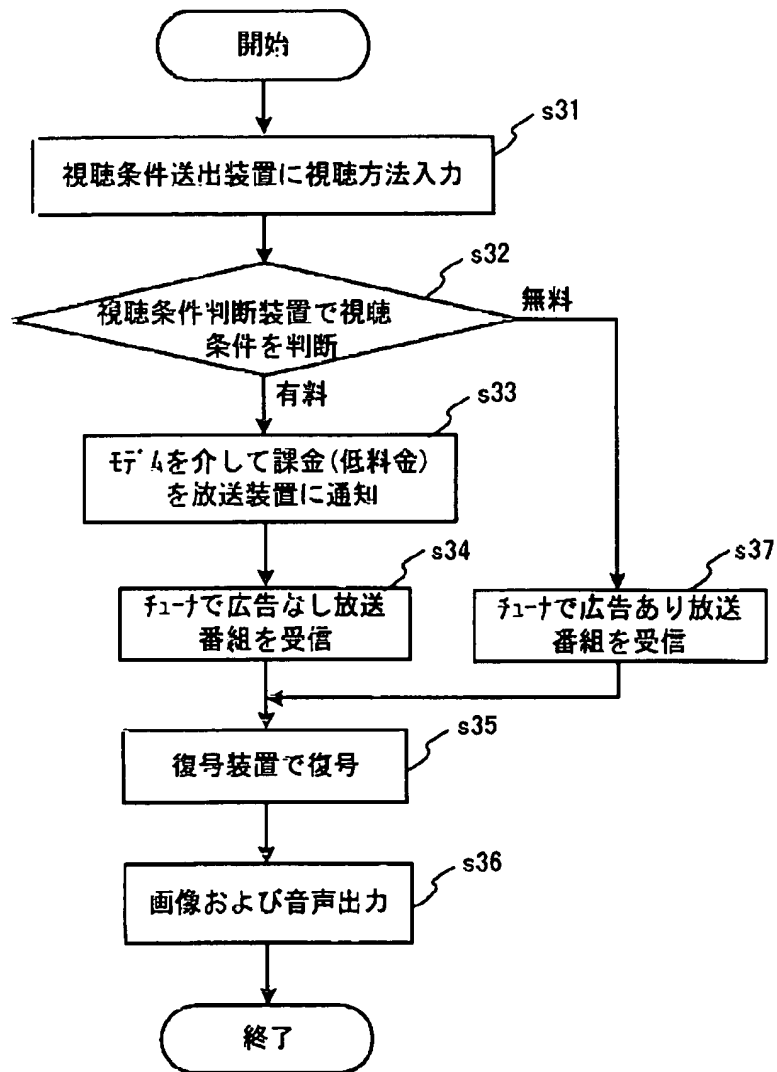 開始
s31
視聴条件送出装置に視聴方法入力
s32
視聴条件判断装置で視聴
条件を判断
無料
有料
s33
ﾓﾃﾞﾑを介して課金(低料金)
を放送装置に通知
s34
ﾁｭｰﾅで広告なし放送
番組を受信
s37
ﾁｭｰﾅで広告あり放送
番組を受信
s35
復号装置で復号
s36
画像および音声出力
終了